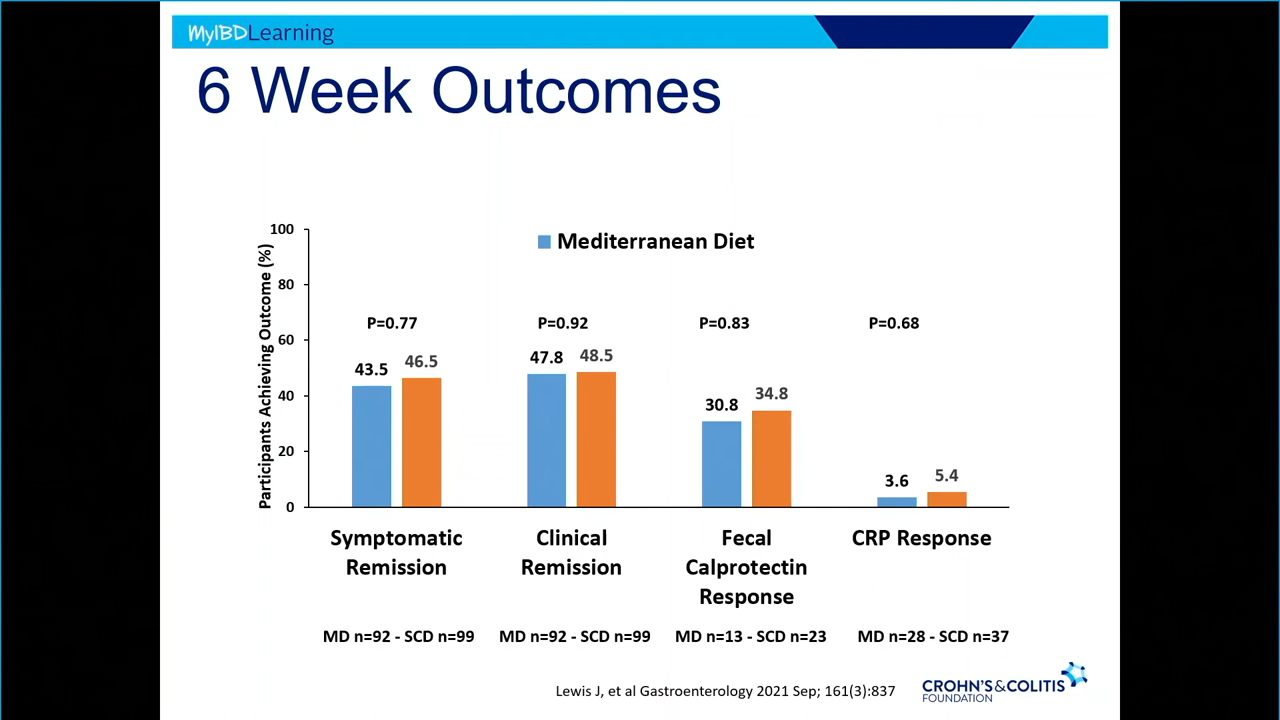 MyIBDLearning
6 Week Outcomes
Participants Achieving Outcome (%)
100
80
60
40
20
0
Mediterranean Diet
P=0.77
P=0.92
P=0.83
P=0.68
43.5
46.5
47.8
48.5
30.8
34.8
3.6
5.4
Symptomatic
Remission
Clinical
Remission
Fecal
Calprotectin
Response
CRP Response
MD n=92 - SCD n=99
MD n=92 - SCD n=99
MD n=13 - SCD n=23
MD n=28 - SCD n=37
Lewis J, et al Gastroenterology 2021 Sep; 161(3):837
CROHN'S&COLITIS
FOUNDATION